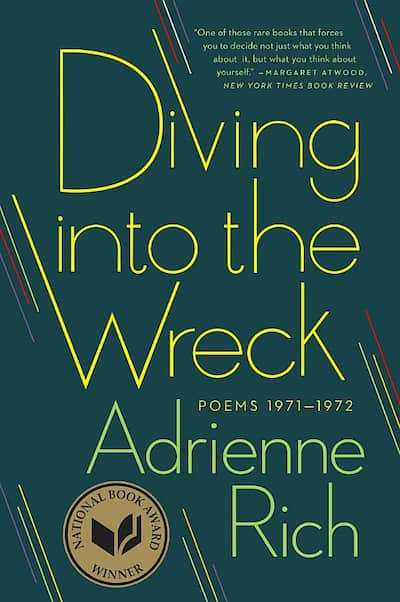 "One of those rare books that forces
you to decide not just what you think
about it, but what you think about
yourself." —MARGARET ATWOOD,
NEW YORK TIMES BOOK REVIEW
Diving
into the
Wreck
POEMS 1971–1972
Adrienne
Rich
NATIONAL BOOK AWARD
WINNER